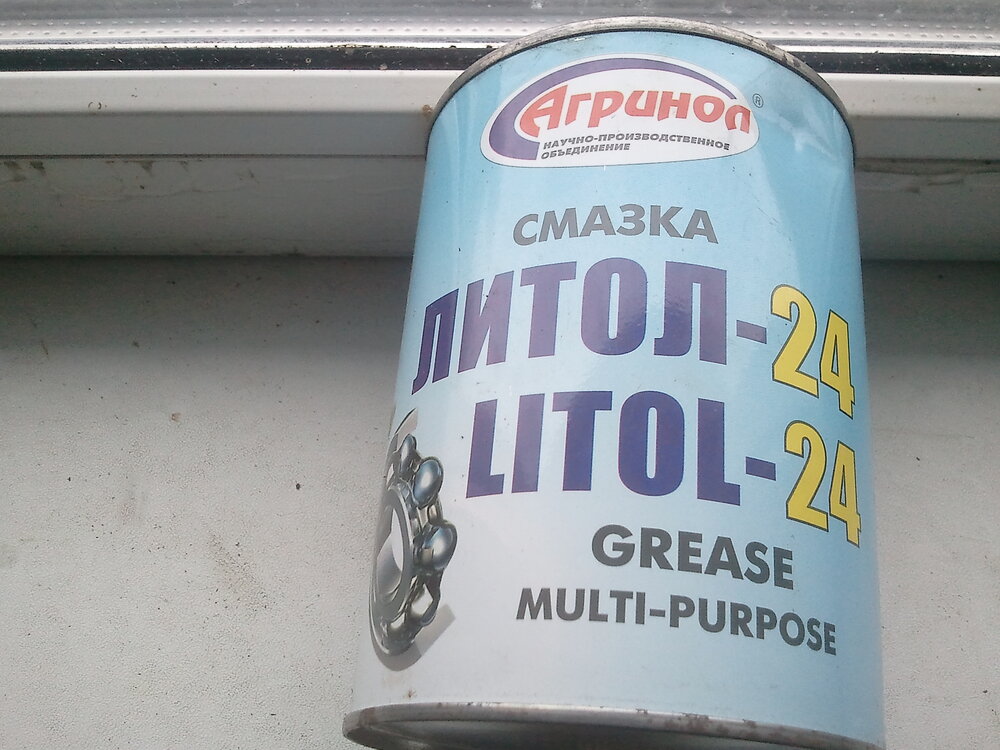 Агринол ®
НАУЧНО-ПРОИЗВОДСТВЕННОЕ
ОБЪЕДИНЕНИЕ
СМАЗКА
ЛИТОЛ-24
LITOL-24
GREASE
MULTI-PURPOSE